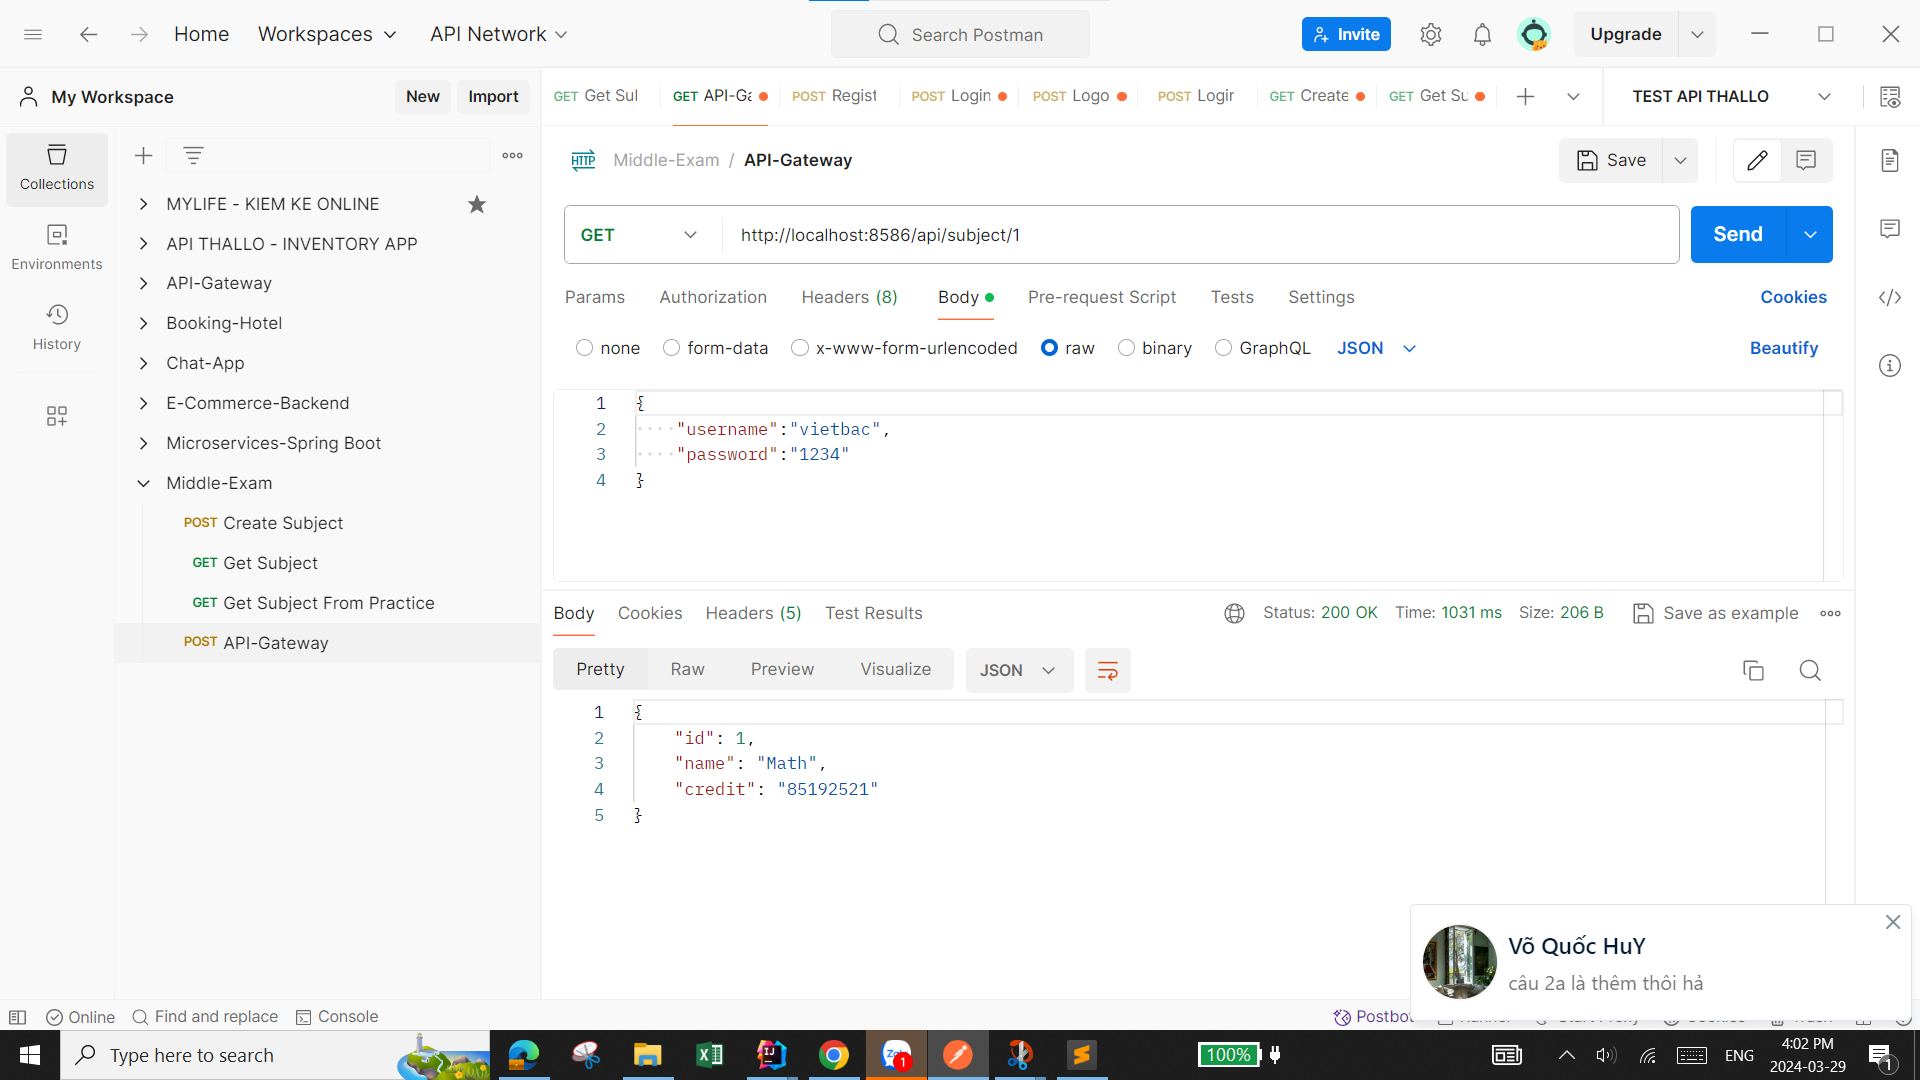 Home
Workspaces
API Network
Search Postman
Invite
Upgrade
My Workspace
New
Import
GET Get Sul
GET API-Ga
POST Regist
POST Login
POST Logo
POST Logir
GET Create
GET Get Su
TEST API THALLO
Collections
Environments
History
MYLIFE - KIEM KE ONLINE
API THALLO - INVENTORY APP
API-Gateway
Booking-Hotel
Chat-App
E-Commerce-Backend
Microservices-Spring Boot
Middle-Exam
POST Create Subject
GET Get Subject
GET Get Subject From Practice
POST API-Gateway
HTTP Middle-Exam / API-Gateway
Save
GET
http://localhost:8586/api/subject/1
Send
Params
Authorization
Headers (8)
Body
Pre-request Script
Tests
Settings
Cookies
none
form-data
x-www-form-urlencoded
raw
binary
GraphQL
JSON
Beautify
1 {
2 "username":"vietbac",
3 "password":"1234"
4 }
Body
Cookies
Headers (5)
Test Results
Status: 200 OK
Time: 1031 ms
Size: 206 B
Save as example
Pretty
Raw
Preview
Visualize
JSON
1 {
2 "id": 1,
3 "name": "Math",
4 "credit": "85192521"
5 }
Võ Quốc HuY
câu 2a là thêm thôi hả
Online
Find and replace
Console
Type here to search
1
100%
ENG
4:02 PM
2024-03-29
1